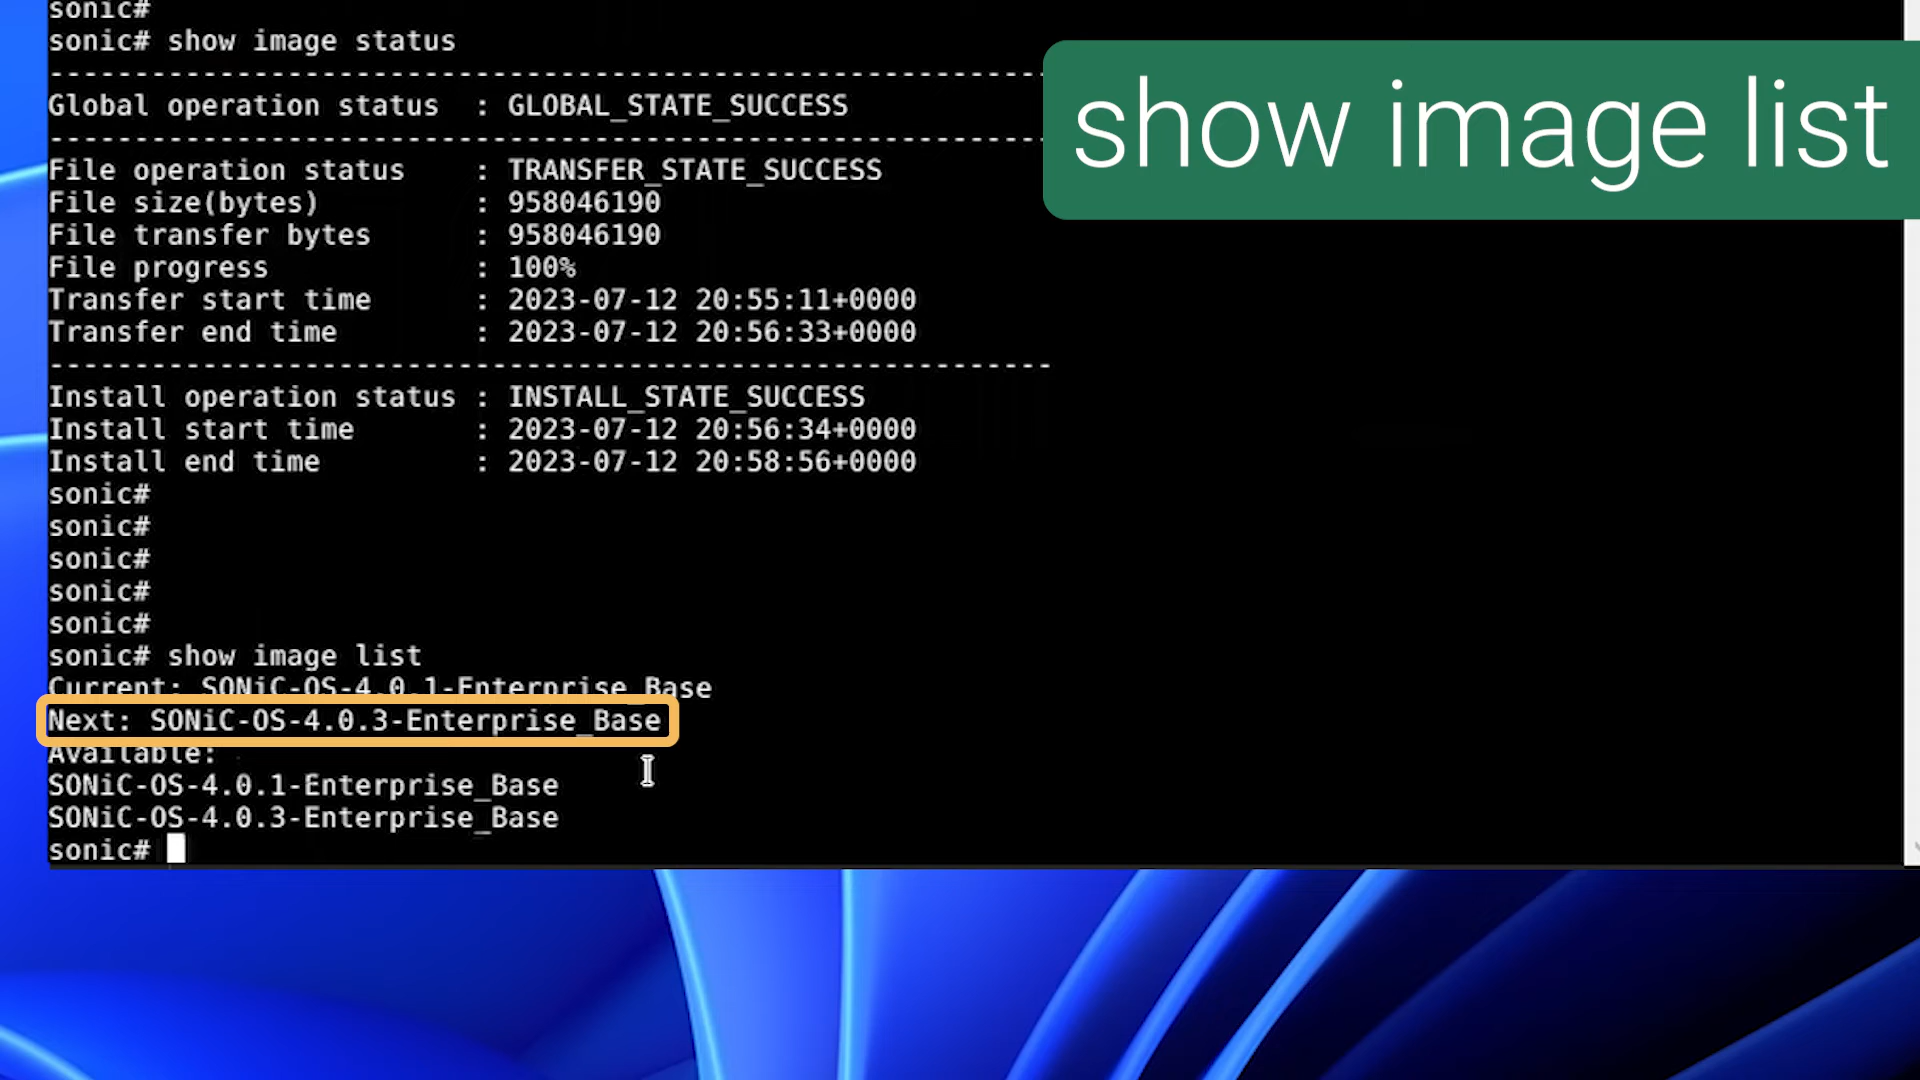 sonic#
sonic# show image status
-----------------------------------------------------------
Global operation status  : GLOBAL_STATE_SUCCESS
-----------------------------------------------------------
File operation status    : TRANSFER_STATE_SUCCESS
File size(bytes)         : 958046190
File transfer bytes      : 958046190
File progress            : 100%
Transfer start time      : 2023-07-12 20:55:11+0000
Transfer end time        : 2023-07-12 20:56:33+0000
-----------------------------------------------------------
Install operation status : INSTALL_STATE_SUCCESS
Install start time       : 2023-07-12 20:56:34+0000
Install end time         : 2023-07-12 20:58:56+0000
sonic#
sonic#
sonic#
sonic#
sonic#
sonic# show image list
Current: SONiC-OS-4.0.1-Enterprise_Base
Next: SONiC-OS-4.0.3-Enterprise_Base
Available:
SONiC-OS-4.0.1-Enterprise_Base
SONiC-OS-4.0.3-Enterprise_Base
sonic#
show image list